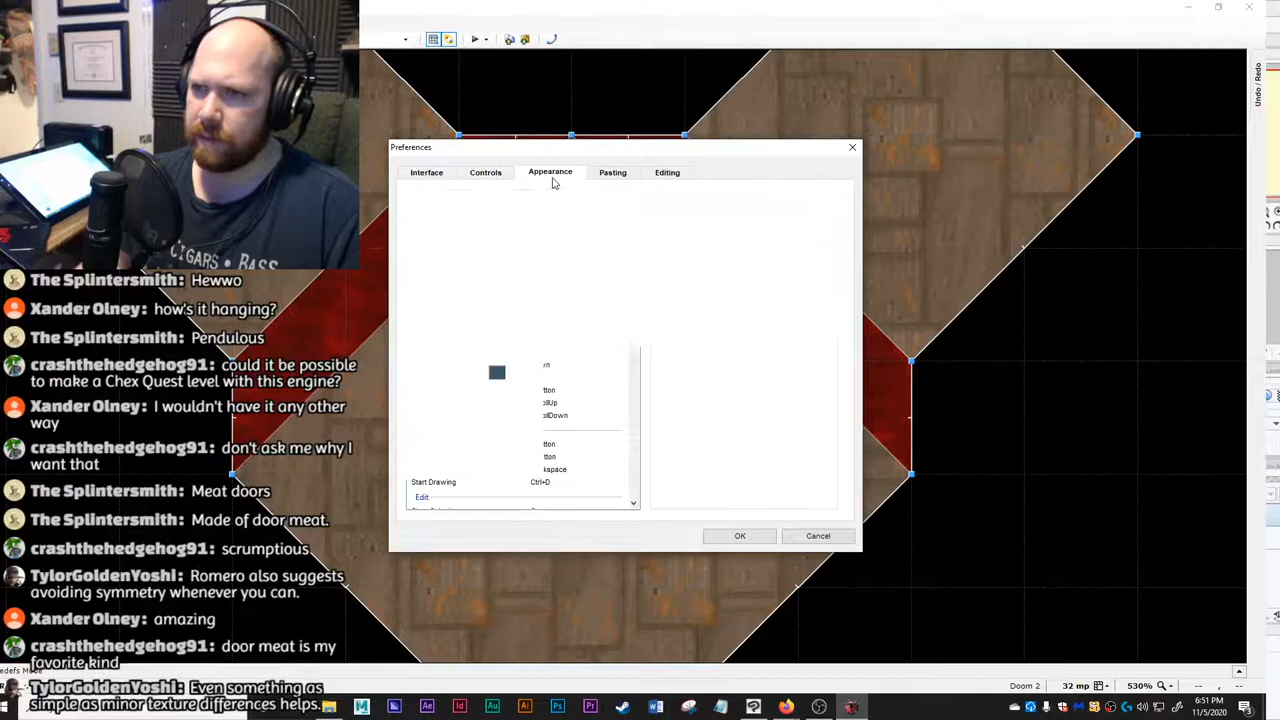 Undo / Redo
Preferences
Interface
Controls
Appearance
Pasting
Editing
CIGARS • BASS
The Splintersmith: Hewwo
Xander Olney: how's it hanging?
The Splintersmith: Pendulous
crashthehedgehog91: could it be possible
to make a Chex Quest level with this engine?
Xander Olney: I wouldn't have it any other
way
crashthehedgehog91: don't ask me why I
want that
The Splintersmith: Meat doors
The Splintersmith: Made of door meat.
crashthehedgehog91: scrumptious
TylorGoldenYoshi: Romero also suggests
avoiding symmetry whenever you can.
Xander Olney: amazing
crashthehedgehog91: door meat is my
favorite kind
TylorGoldenYoshi: Even something as
simple as minor texture differences helps.
Start Drawing
Ctrl+D
Edit
OK
Cancel
Doom 2
32 mp
530%
6:51 PM
11/5/2020